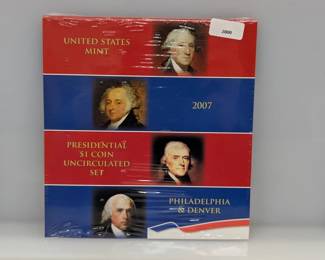 UNITED STATES
MINT
2007
PRESIDENTIAL
$1 COIN
UNCIRCULATED
SET
PHILADELPHIA
& DENVER